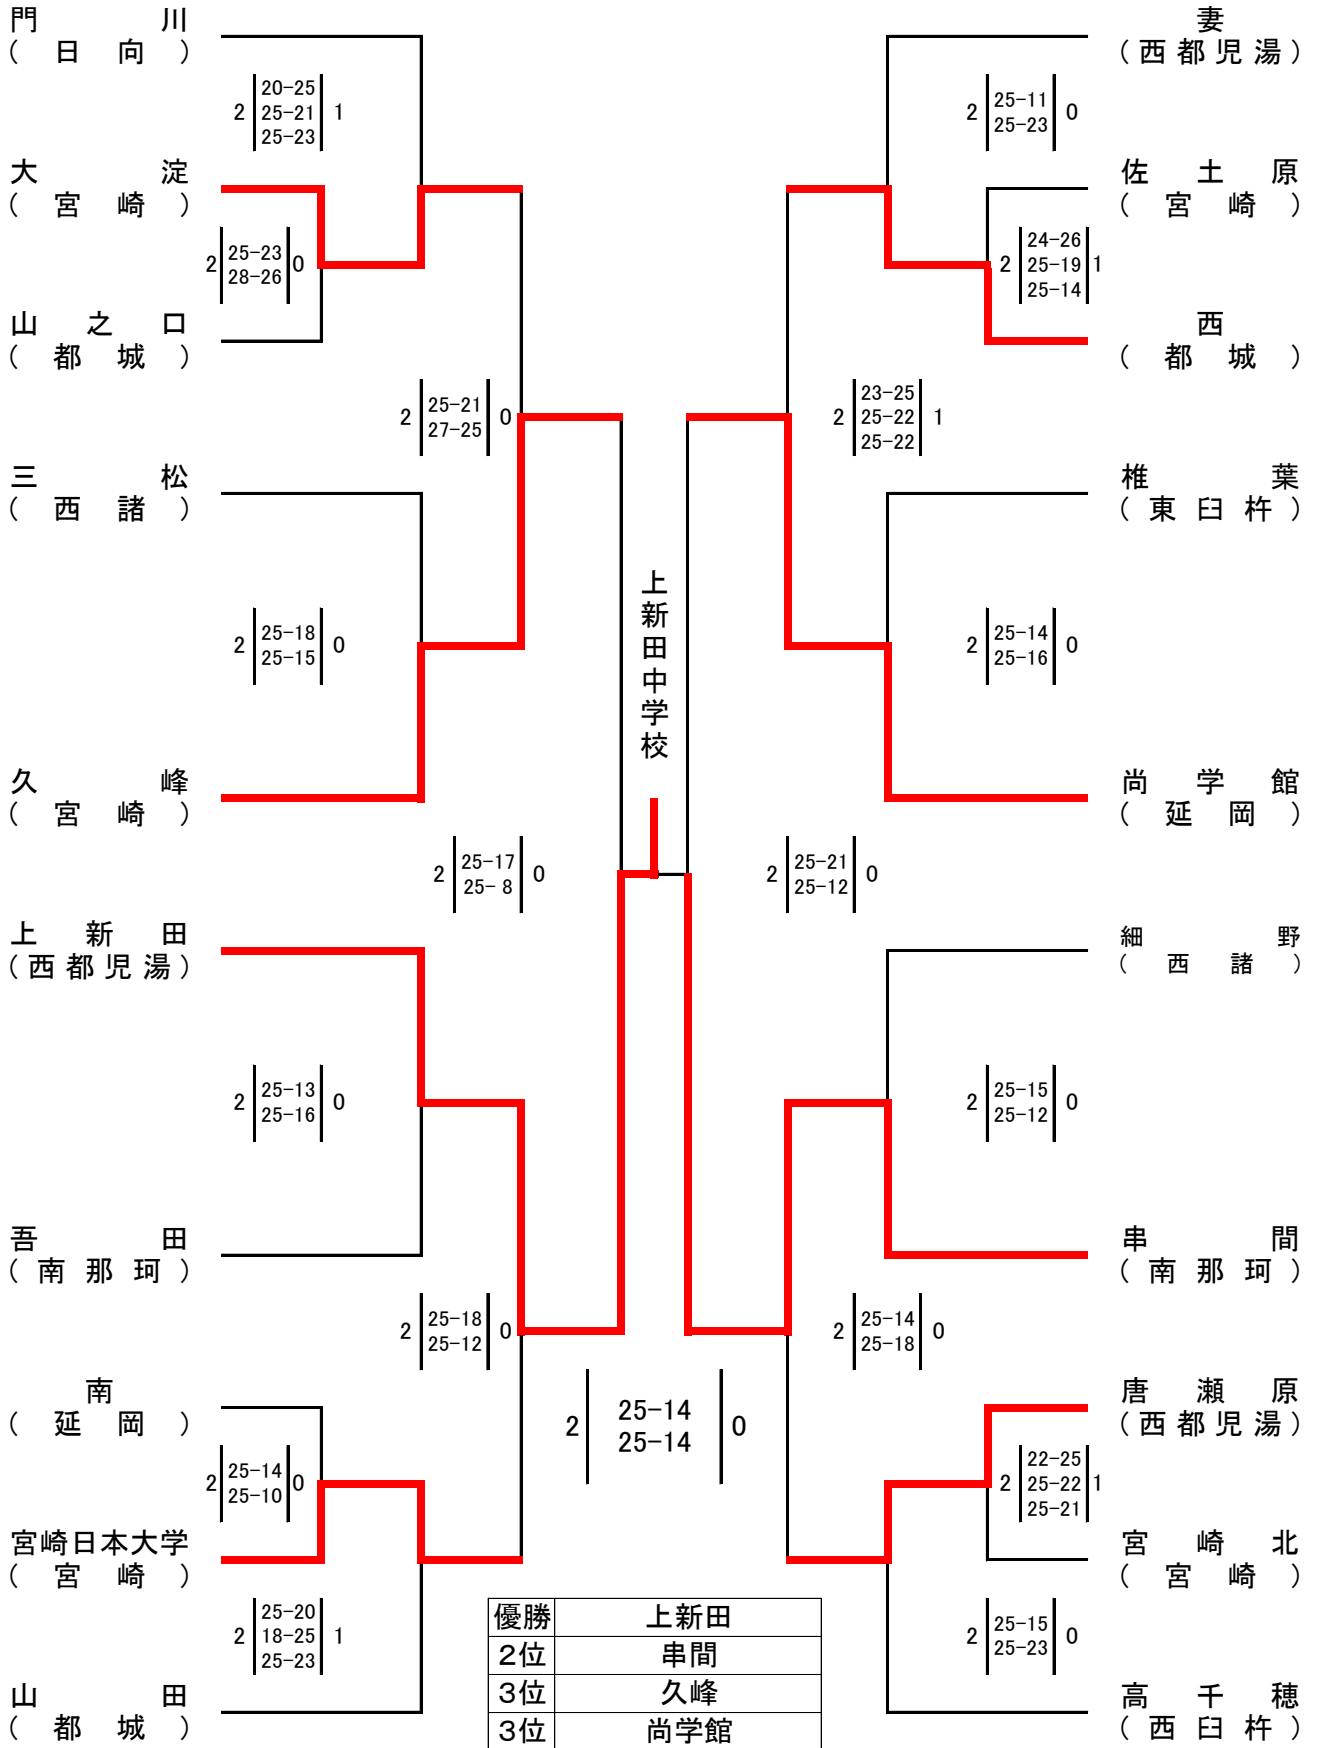 門川
(日向)
20-25
2 25-21 1
25-23
大淀
(宮崎)
2 25-23 0
28-26
山之口
(都城)
2 25-21 0
27-25
三松
(西諸)
2 25-18 0
25-15
久峰
(宮崎)
2 25-17 0
25- 8
上新田
(西都児湯)
2 25-13 0
25-16
吾田
(南那珂)
2 25-18 0
25-12
南
(延岡)
2 25-14 0
25-10
宮崎日本大学
(宮崎)
25-20
2 18-25 1
25-23
山田
(都城)
上新田中学校
2 25-14 0
25-14
妻
(西都児湯)
2 25-11 0
25-23
佐土原
(宮崎)
24-26
2 25-19 1
25-14
西
(都城)
23-25
2 25-22 1
25-22
椎葉
(東臼杵)
2 25-14 0
25-16
尚学館
(延岡)
2 25-21 0
25-12
細野
(西諸)
2 25-15 0
25-12
串間
(南那珂)
2 25-14 0
25-18
唐瀬原
(西都児湯)
22-25
2 25-22 1
25-21
宮崎北
(宮崎)
2 25-15 0
25-23
高千穂
(西臼杵)
優勝 上新田
2位 串間
3位 久峰
3位 尚学館